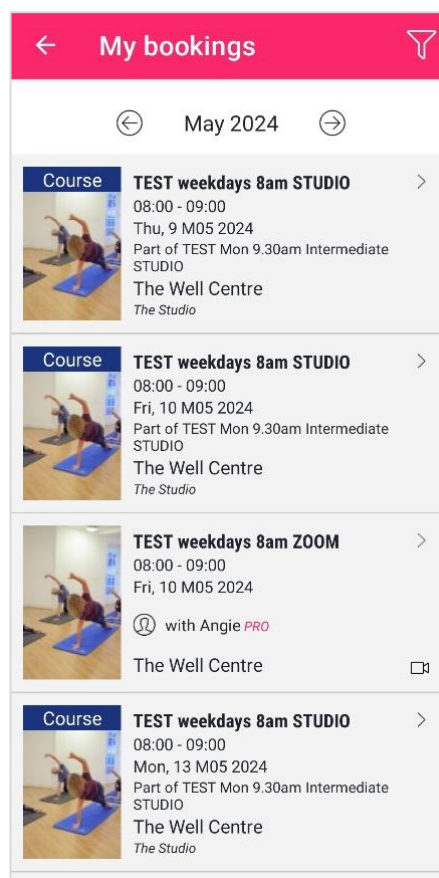 My bookings
May 2024
Course
TEST weekdays 8am STUDIO
08:00 - 09:00
Thu, 9 M05 2024
Part of TEST Mon 9.30am Intermediate
STUDIO
The Well Centre
The Studio
Course
TEST weekdays 8am STUDIO
08:00 - 09:00
Fri, 10 M05 2024
Part of TEST Mon 9.30am Intermediate
STUDIO
The Well Centre
The Studio
TEST weekdays 8am ZOOM
08:00 - 09:00
Fri, 10 M05 2024
with Angie PRO
The Well Centre
Course
TEST weekdays 8am STUDIO
08:00 - 09:00
Mon, 13 M05 2024
Part of TEST Mon 9.30am Intermediate
STUDIO
The Well Centre
The Studio